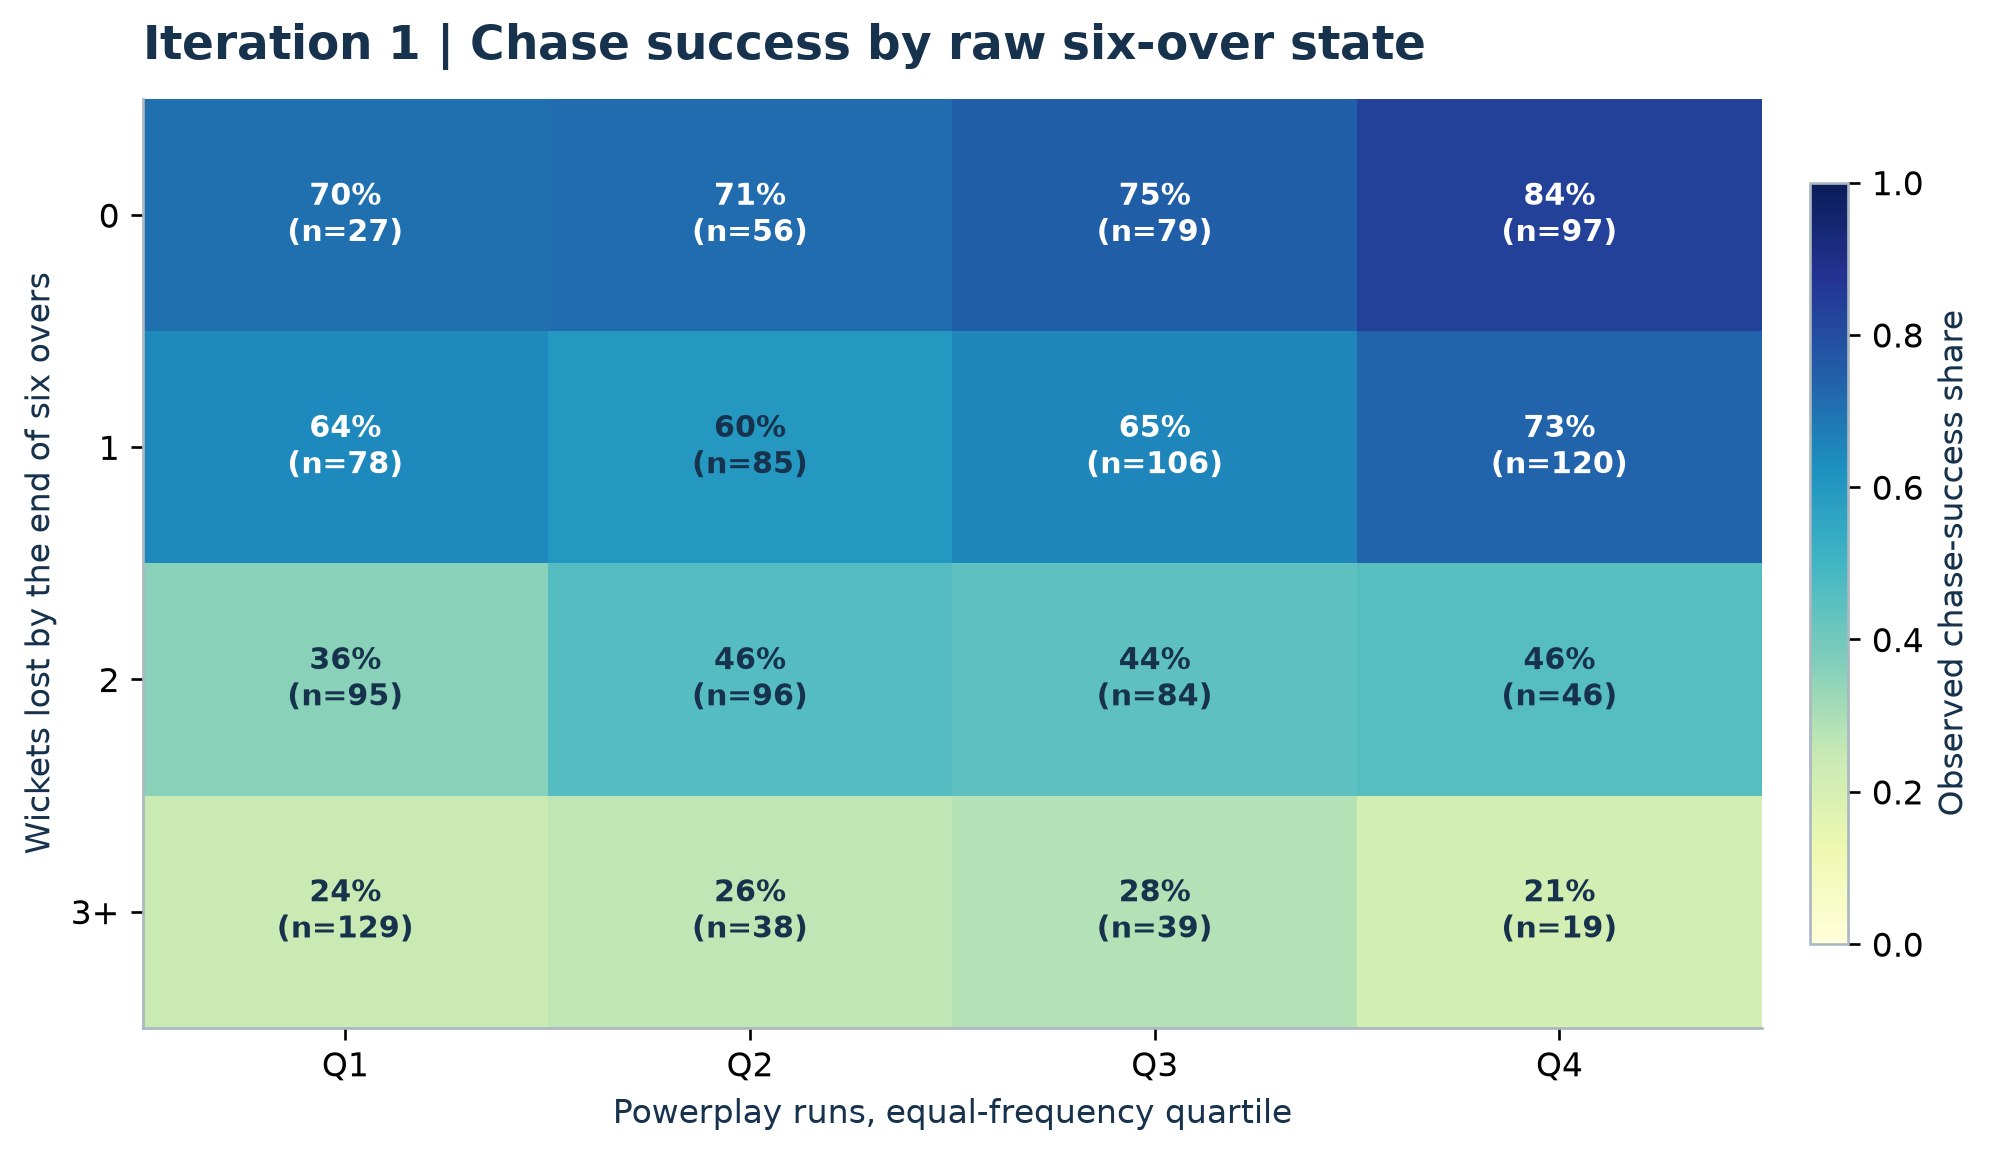 Iteration 1 | Chase success by raw six-over state
Wickets lost by the end of six overs
0
70%
(n=27)
71%
(n=56)
75%
(n=79)
84%
(n=97)
1
64%
(n=78)
60%
(n=85)
65%
(n=106)
73%
(n=120)
2
36%
(n=95)
46%
(n=96)
44%
(n=84)
46%
(n=46)
3+
24%
(n=129)
26%
(n=38)
28%
(n=39)
21%
(n=19)
Q1
Q2
Q3
Q4
Powerplay runs, equal-frequency quartile
1.0
0.8
0.6
0.4
0.2
0.0
Observed chase-success share